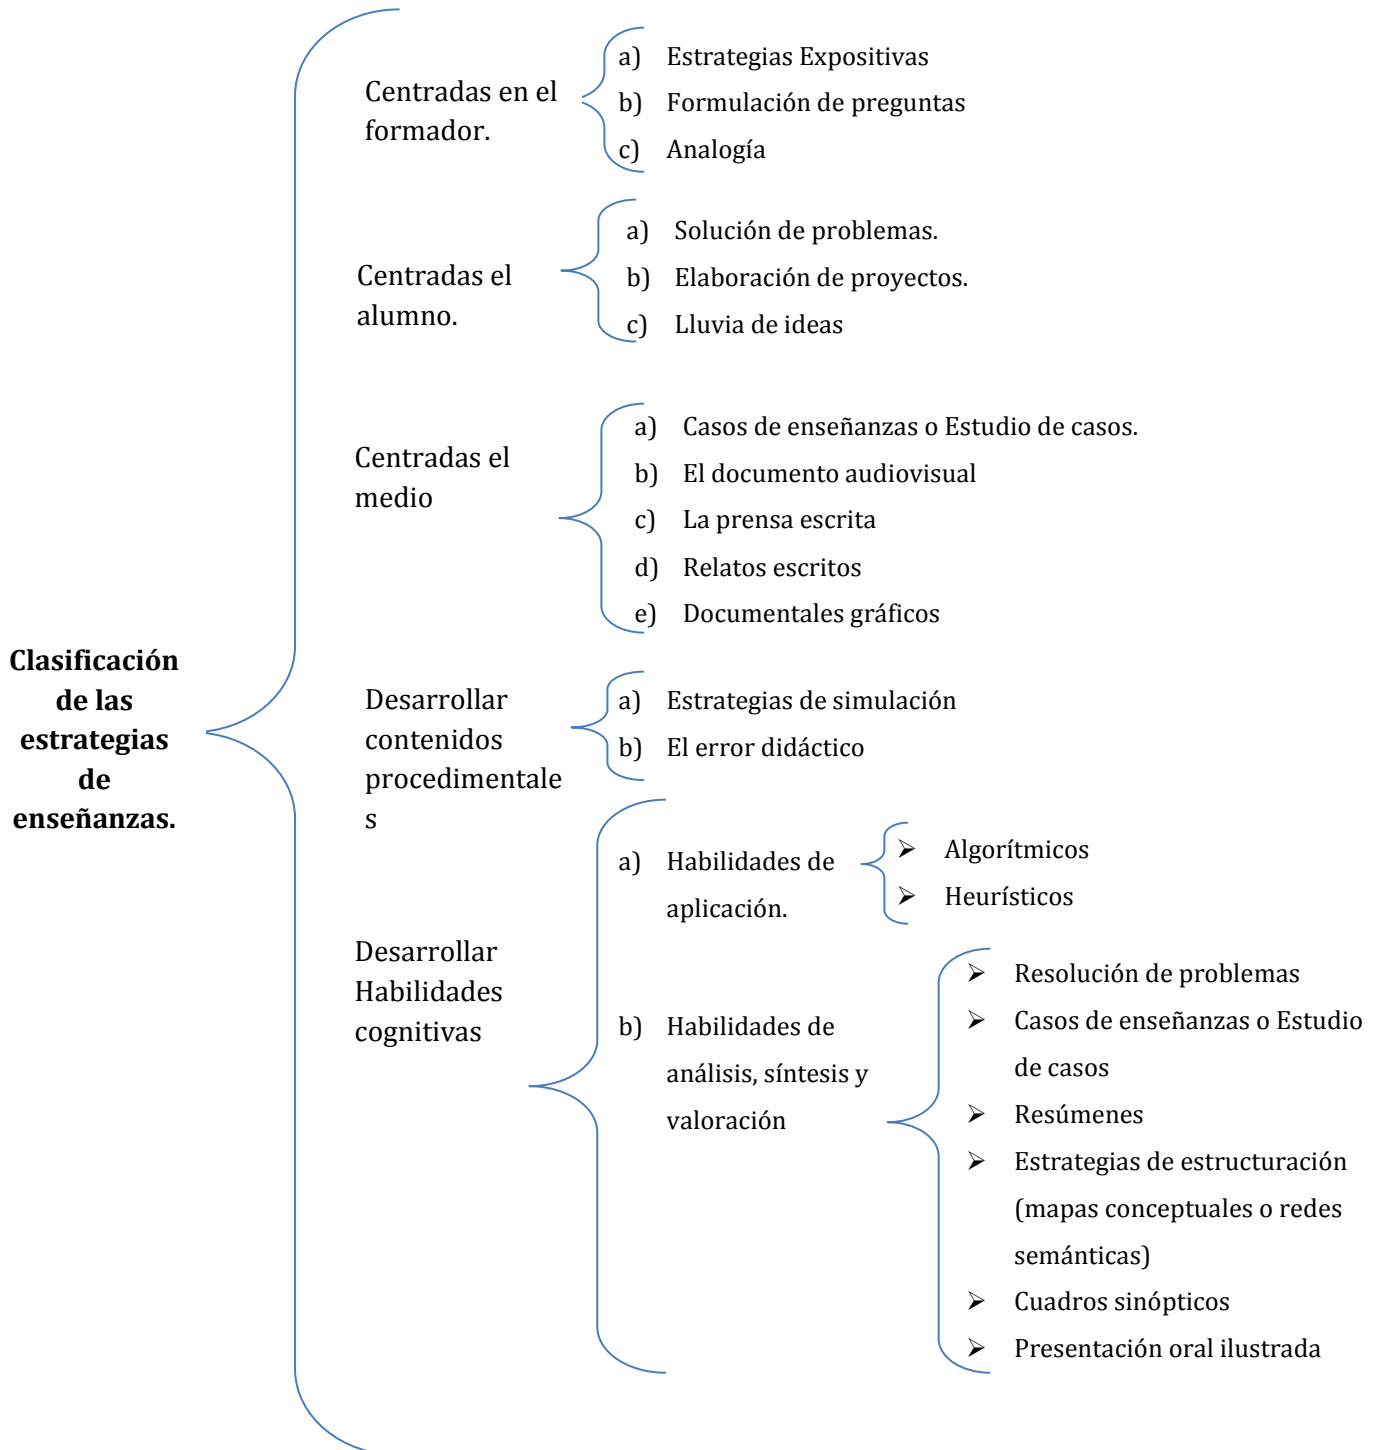 Clasificación
de las
estrategias
de
enseñanzas.
Centradas en el
formador.
a) Estrategias Expositivas
b) Formulación de preguntas
c) Analogía
Centradas el
alumno.
a) Solución de problemas.
b) Elaboración de proyectos.
c) Lluvia de ideas
Centradas el
medio
a) Casos de enseñanzas o Estudio de casos.
b) El documento audiovisual
c) La prensa escrita
d) Relatos escritos
e) Documentales gráficos
Desarrollar
contenidos
procedimentale
s
a) Estrategias de simulación
b) El error didáctico
Desarrollar
Habilidades
cognitivas
a) Habilidades de
aplicación.
➢ Algorítmicos
➢ Heurísticos
b) Habilidades de
análisis, síntesis y
valoración
➢ Resolución de problemas
➢ Casos de enseñanzas o Estudio
de casos
➢ Resúmenes
➢ Estrategias de estructuración
(mapas conceptuales o redes
semánticas)
➢ Cuadros sinópticos
➢ Presentación oral ilustrada